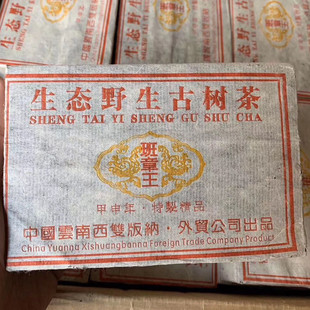 生态野生古树茶
SHENG TAI YI SHENG GU SHU CHA
班章王
甲申年·特製精品
中國雲南西雙版納·外貿公司出品
China Yuonna Xishuangbanna Foreign Trade Company Product